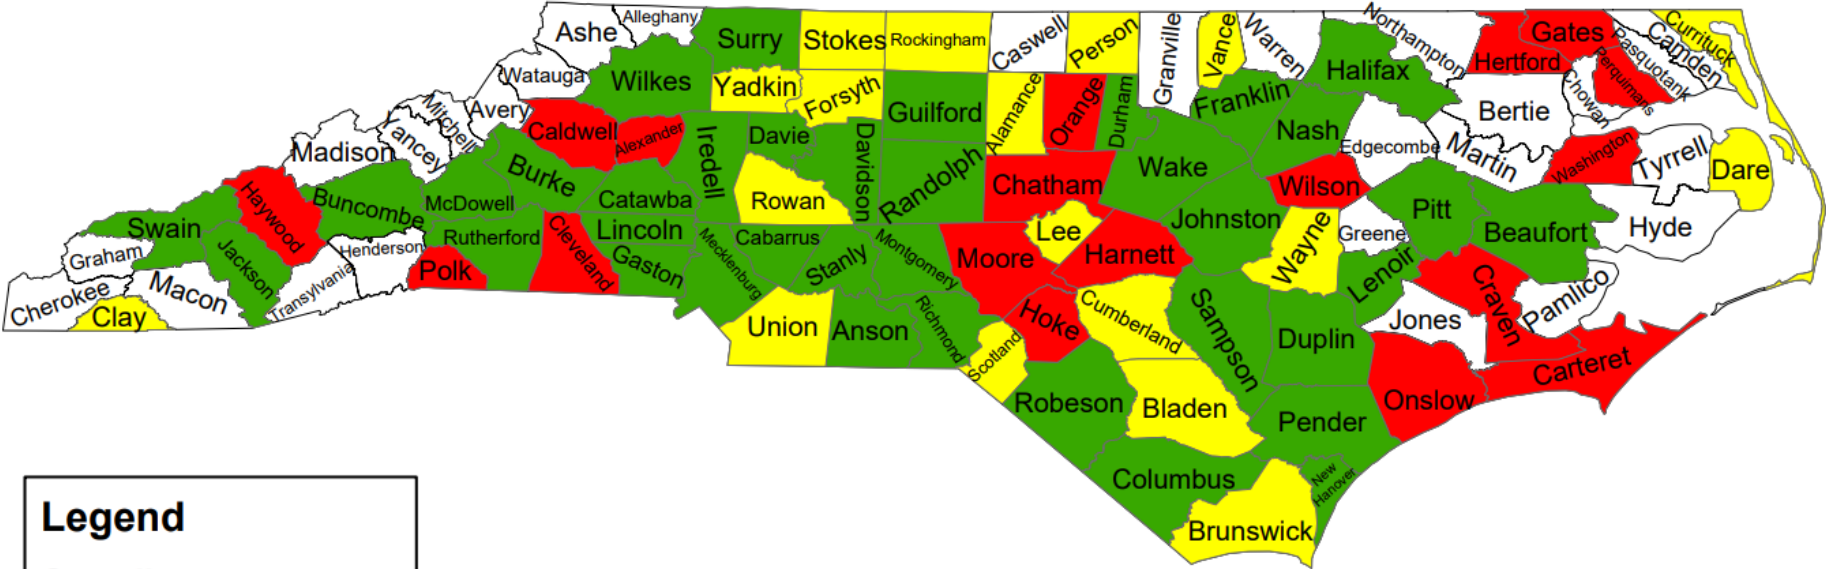 Ashe
Alleghany
Surry
Stokes
Rockingham
Caswell
Person
Granville
Vance
Warren
Northampton
Hertford
Gates
Pasquotank
Camden
Currituck
Watauga
Wilkes
Yadkin
Forsyth
Guilford
Alamance
Orange
Durham
Franklin
Halifax
Bertie
Chowan
Perquimans
Mitchell
Avery
Caldwell
Alexander
Iredell
Davie
Davidson
Randolph
Chatham
Wake
Nash
Edgecombe
Martin
Washington
Tyrrell
Dare
Madison
Yancey
Burke
Catawba
Rowan
Wilson
Pitt
Beaufort
Hyde
Swain
Haywood
Buncombe
McDowell
Rutherford
Cleveland
Lincoln
Gaston
Mecklenburg
Cabarrus
Stanly
Montgomery
Moore
Lee
Harnett
Johnston
Wayne
Greene
Lenoir
Craven
Pamlico
Graham
Jackson
Henderson
Polk
Cherokee
Macon
Transylvania
Clay
Union
Anson
Richmond
Scotland
Hoke
Cumberland
Sampson
Duplin
Jones
Carteret
Robeson
Bladen
Pender
Onslow
Columbus
New
Hanover
Brunswick
Legend